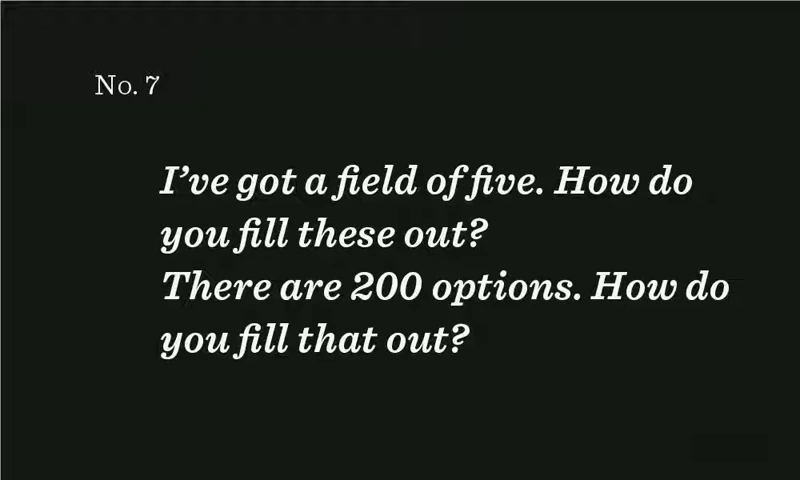 No. 7
I’ve got a field of five. How do
you fill these out?
There are 200 options. How do
you fill that out?